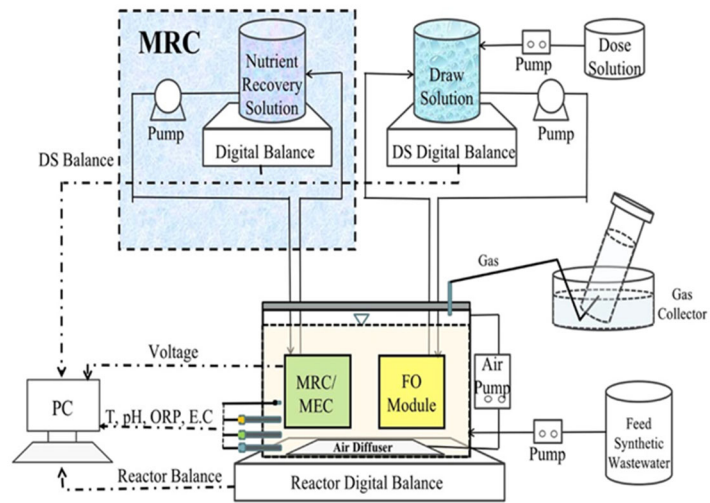 MRC
Nutrient
Recovery
Solution
Pump
Digital Balance
Draw
Solution
Pump
Dose
Solution
Pump
DS Digital Balance
DS Balance
Gas
Gas
Collector
Voltage
MRC/
MEC
FO
Module
Air
Pump
PC
T, pH, ORP, E.C
Air Diffuser
Pump
Feed
Synthetic
Wastewater
Reactor Balance
Reactor Digital Balance